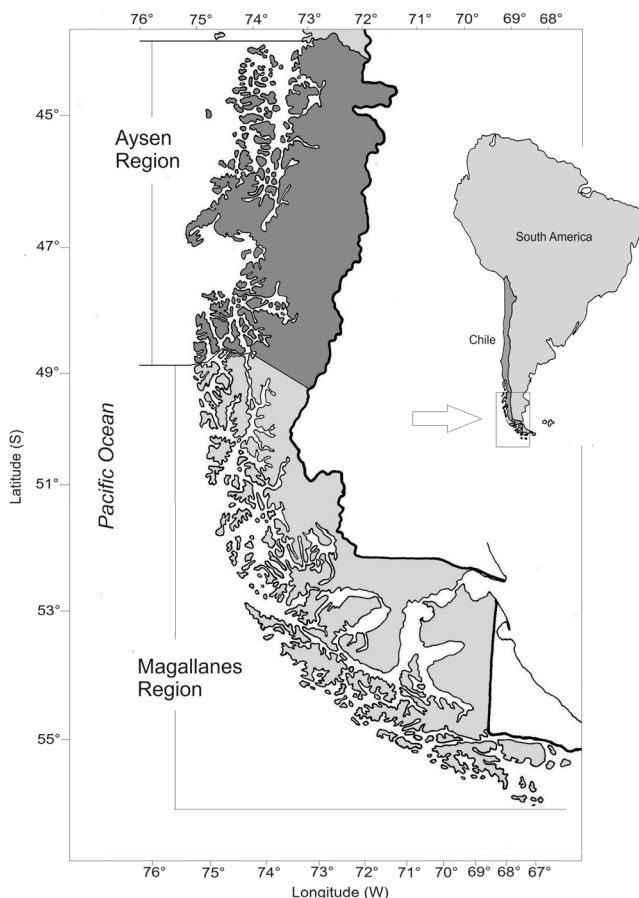 76° 75° 74° 73° 72° 71° 70° 69° 68°
45°
Aysen
Region
47°
South America
Chile
49°
Latitude (S)
Pacific Ocean
51°
53°
Magallanes
Region
55°
76° 75° 74° 73° 72° 71° 70° 69° 68° 67°
Longitude (W)